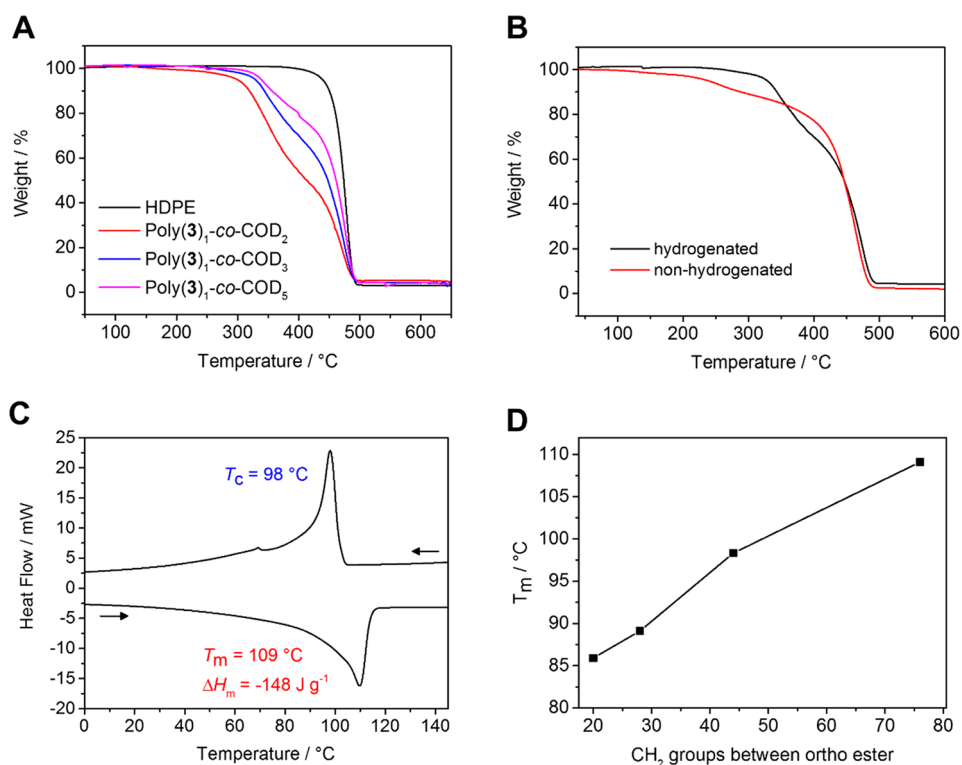 A
100
80
60
40
20
0
Weight / %
HDPE
Poly(3)₁-co-COD₂
Poly(3)₁-co-COD₃
Poly(3)₁-co-COD₅
100 200 300 400 500 600
Temperature / °C
B
100
80
60
40
20
0
Weight / %
hydrogenated
non-hydrogenated
100 200 300 400 500 600
Temperature / °C
C
25
20
15
10
5
0
-5
-10
-15
-20
Heat Flow / mW
Tc = 98 °C
Tm = 109 °C
ΔHm = -148 J g⁻¹
0 20 40 60 80 100 120 140
Temperature / °C
D
110
105
100
95
90
85
80
Tm / °C
20 30 40 50 60 70 80
CH₂ groups between ortho ester